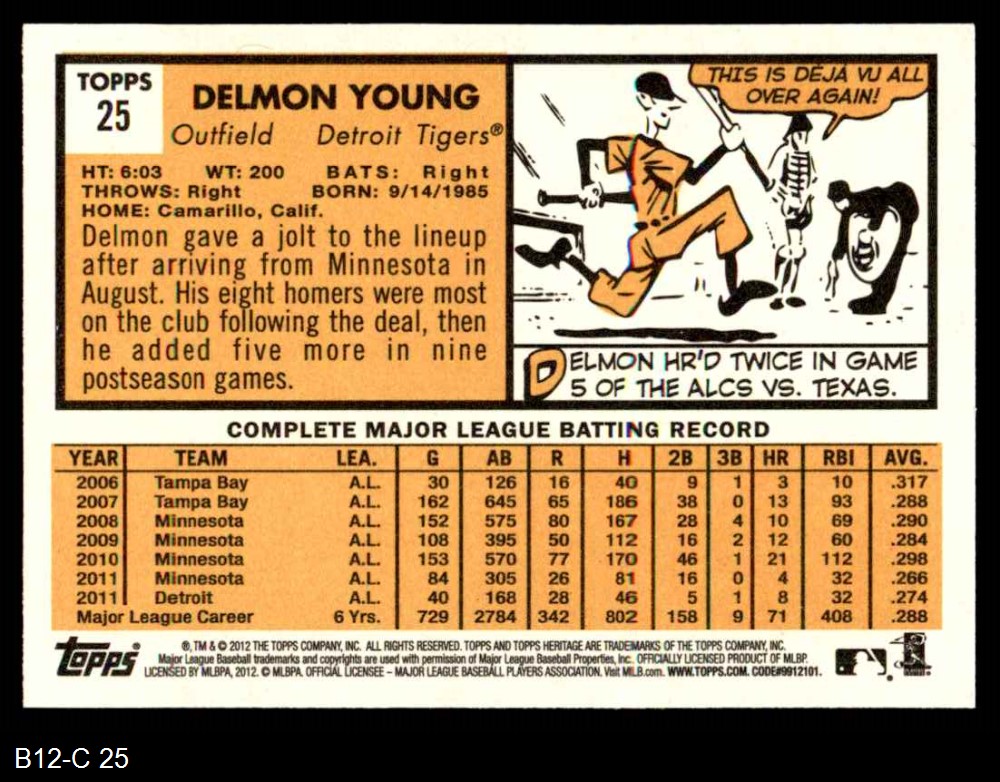 TOPPS
25
DELMON YOUNG
Outfield Detroit Tigers®
HT: 6:03 WT: 200 BATS: Right
THROWS: Right BORN: 9/14/1985
HOME: Camarillo, Calif.
Delmon gave a jolt to the lineup
after arriving from Minnesota in
August. His eight homers were most
on the club following the deal, then
he added five more in nine
postseason games.
THIS IS DEJA VU ALL
OVER AGAIN!
DELMON HR'D TWICE IN GAME
5 OF THE ALCS VS. TEXAS.
COMPLETE MAJOR LEAGUE BATTING RECORD
YEAR TEAM LEA. G AB R H 2B 3B HR RBI AVG.
2006 Tampa Bay A.L. 30 126 16 40 9 1 3 10 .317
2007 Tampa Bay A.L. 162 645 65 186 38 0 13 93 .288
2008 Minnesota A.L. 152 575 80 167 28 4 10 69 .290
2009 Minnesota A.L. 108 395 50 112 16 2 12 60 .284
2010 Minnesota A.L. 153 570 77 170 46 1 21 112 .298
2011 Minnesota A.L. 84 305 26 81 16 0 4 32 .266
2011 Detroit A.L. 40 168 28 46 5 1 8 32 .274
Major League Career 6 Yrs. 729 2784 342 802 158 9 71 408 .288
Topps®
®, TM & © 2012 THE TOPPS COMPANY, INC. ALL RIGHTS RESERVED. TOPPS AND TOPPS HERITAGE ARE TRADEMARKS OF THE TOPPS COMPANY, INC.
Major League Baseball trademarks and copyrights are used with permission of Major League Baseball Properties, Inc. OFFICIALLY LICENSED PRODUCT OF MLBP.
LICENSED BY MLBPA, 2012. © MLBPA. OFFICIAL LICENSEE – MAJOR LEAGUE BASEBALL PLAYERS ASSOCIATION. Visit MLB.com. WWW.TOPPS.COM. CODE#9912101.
B12-C 25